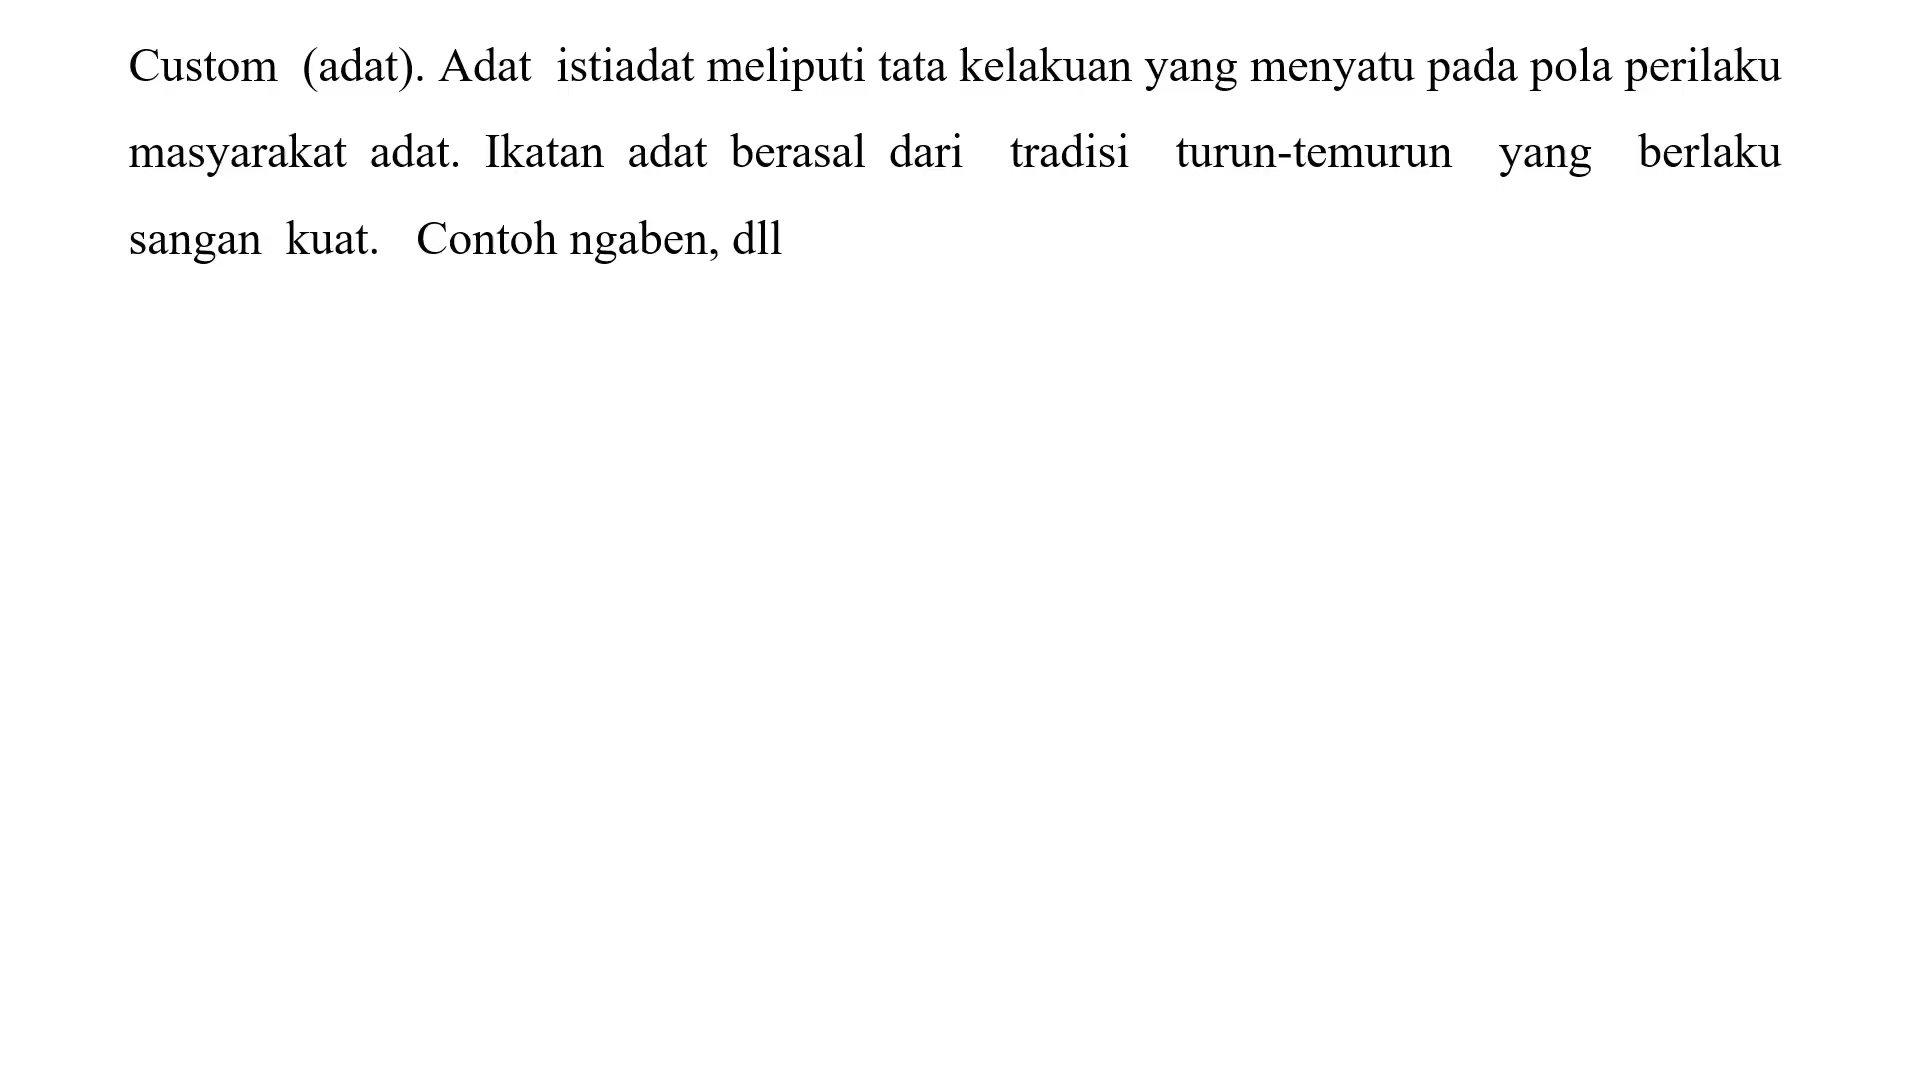 Custom (adat). Adat istiadat meliputi tata kelakuan yang menyatu pada pola perilaku
masyarakat adat. Ikatan adat berasal dari tradisi turun-temurun yang berlaku
sangan kuat. Contoh ngaben, dll